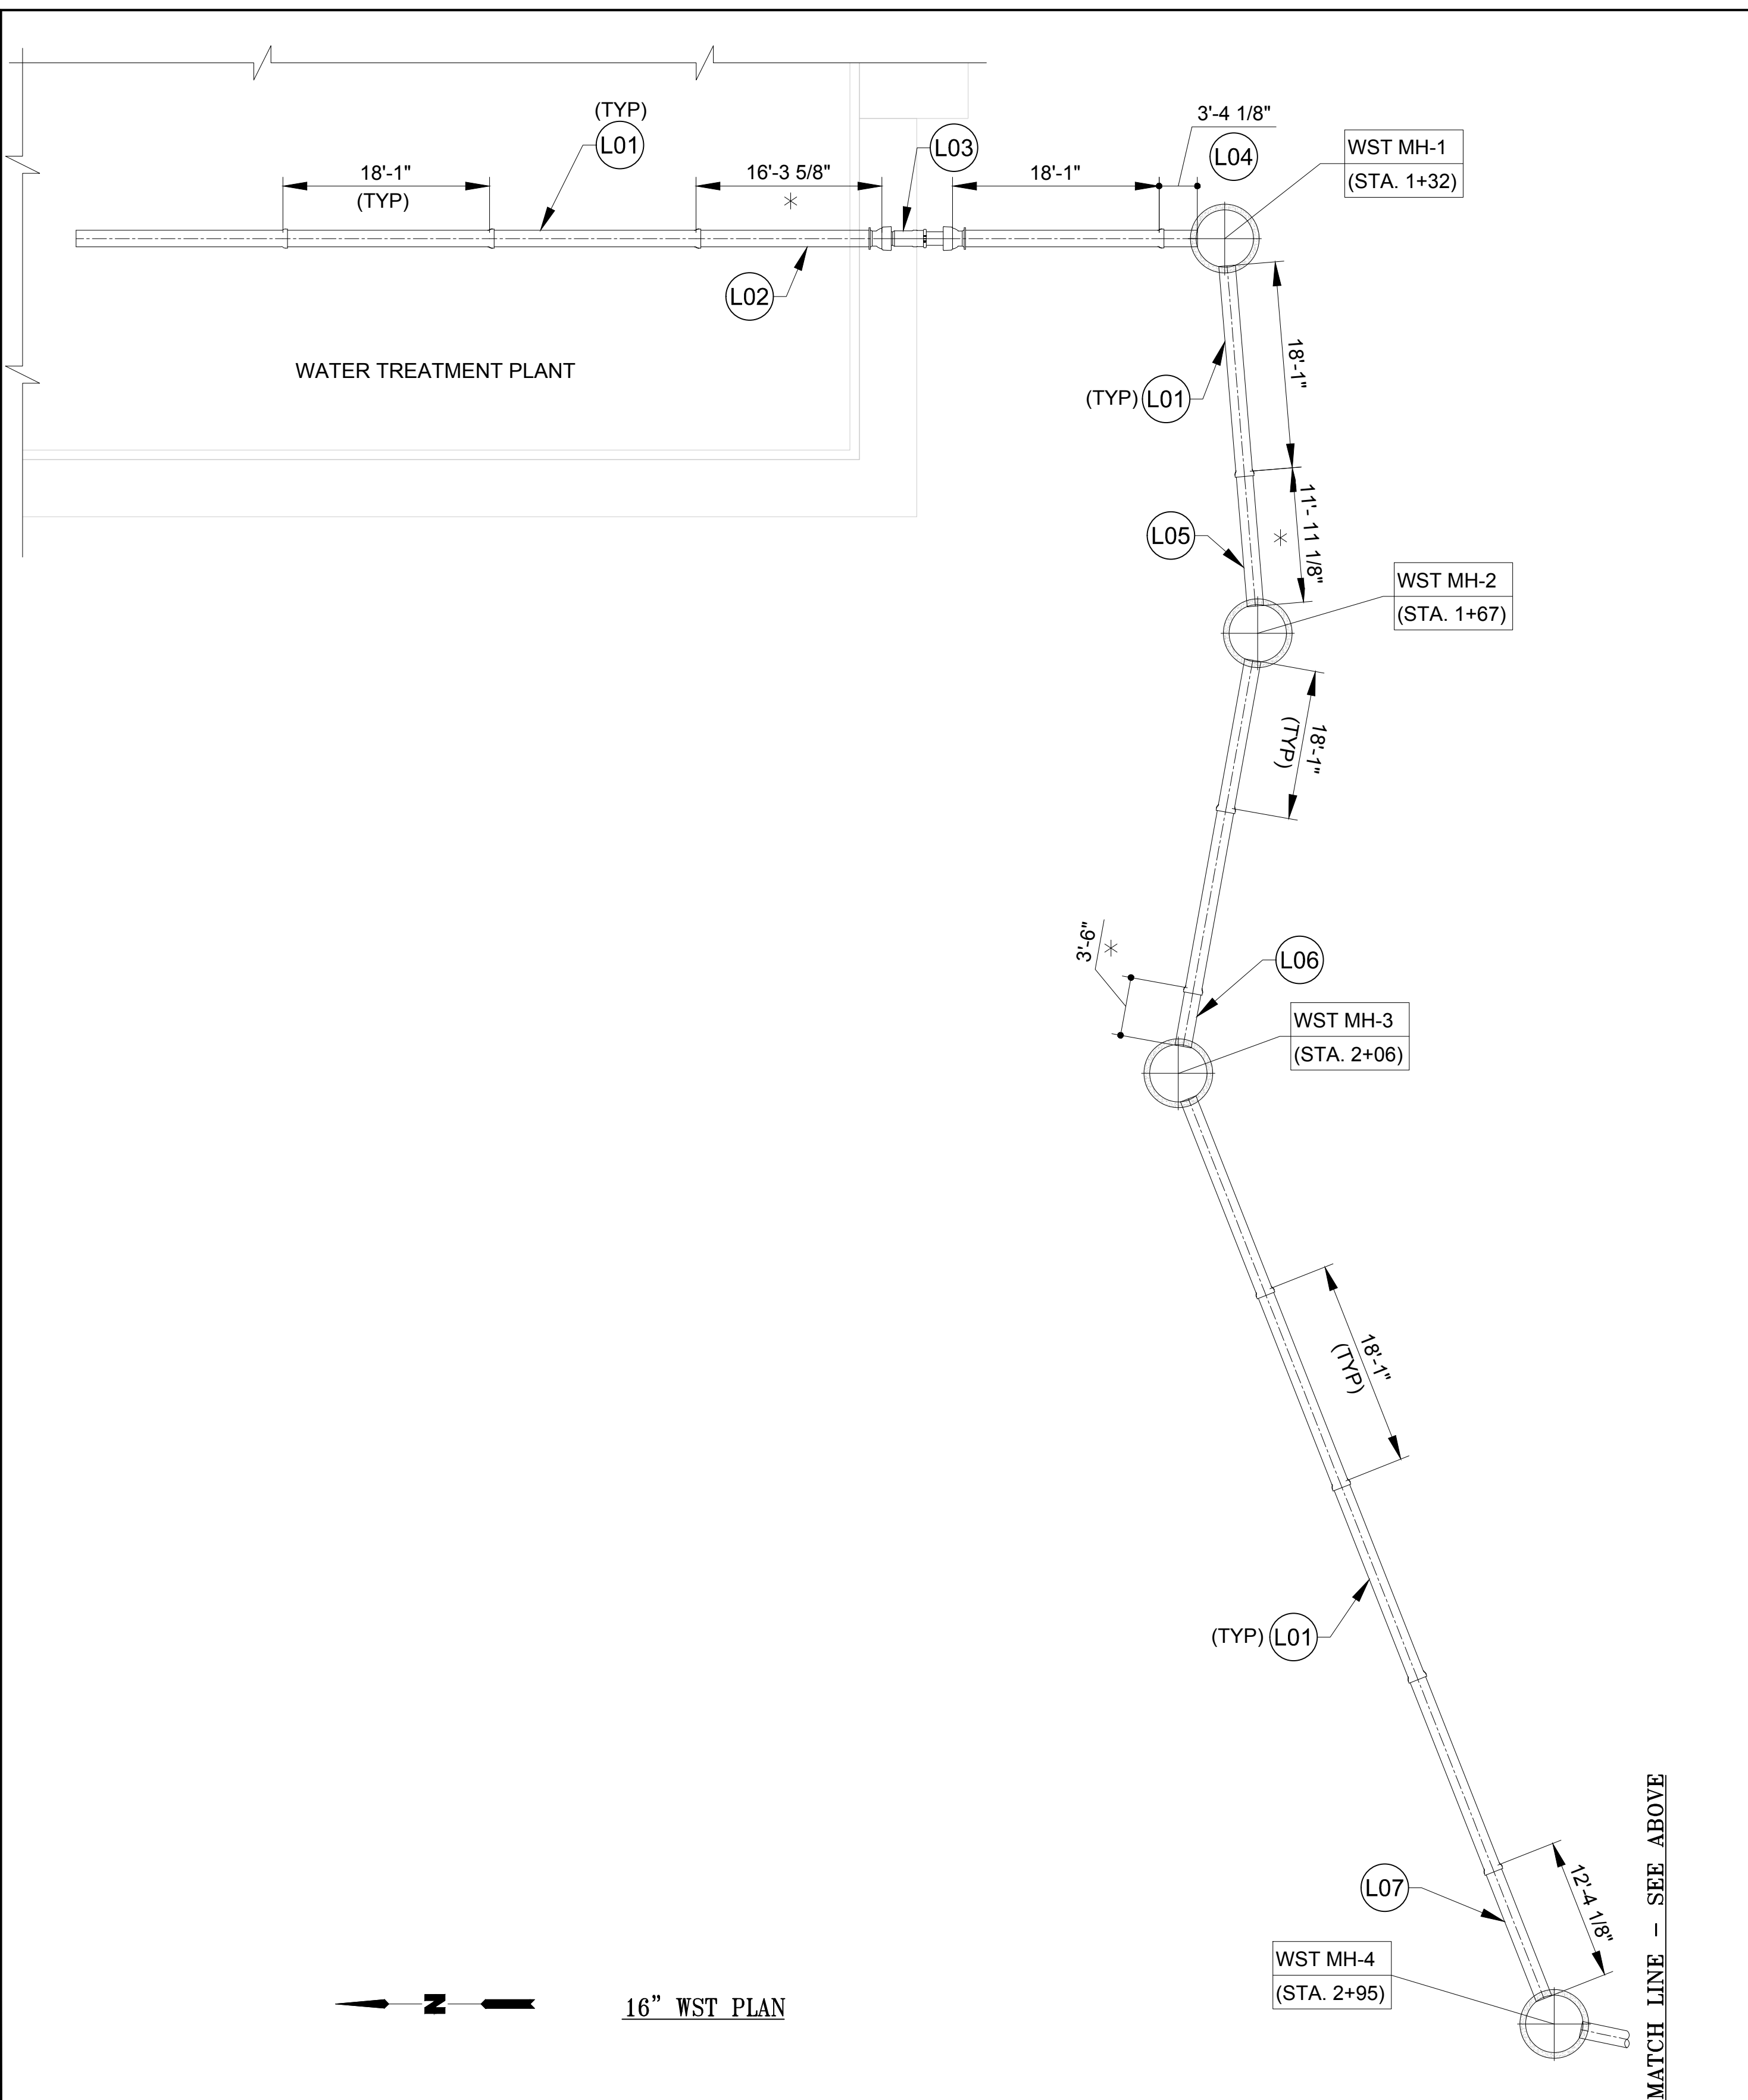 (TYP)
L01
3'-4 1/8"
L04
L03
WST MH-1
(STA. 1+32)
18'-1"
(TYP)
16'-3 5/8"
*
18'-1"
L02
WATER TREATMENT PLANT
18'-1"
(TYP) L01
11'- 11 1/8"
*
L05
WST MH-2
(STA. 1+67)
18'-1"
(TYP)
3'-6"
*
L06
WST MH-3
(STA. 2+06)
18'-1"
(TYP)
(TYP) L01
L07
12'-4 1/8"
WST MH-4
(STA. 2+95)
MATCH LINE - SEE ABOVE
N
16” WST PLAN